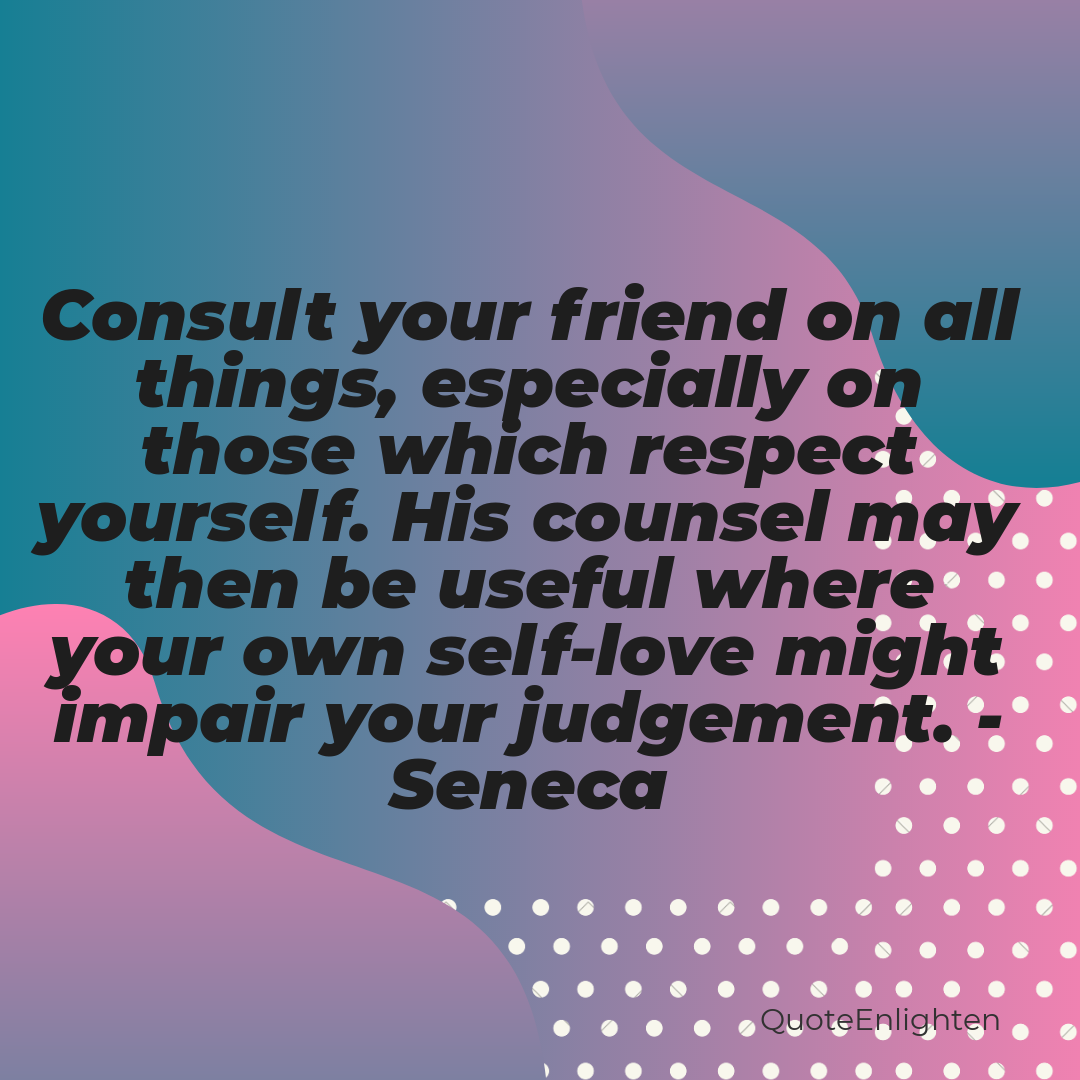 Consult your friend on all
things, especially on
those which respect
yourself. His counsel may
then be useful where
your own self-love might
impair your judgement. -
Seneca
QuoteEnlighten